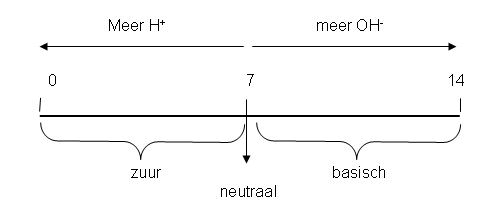 Meer H⁺ meer OH⁻
0 7 14
zuur basisch
neutraal